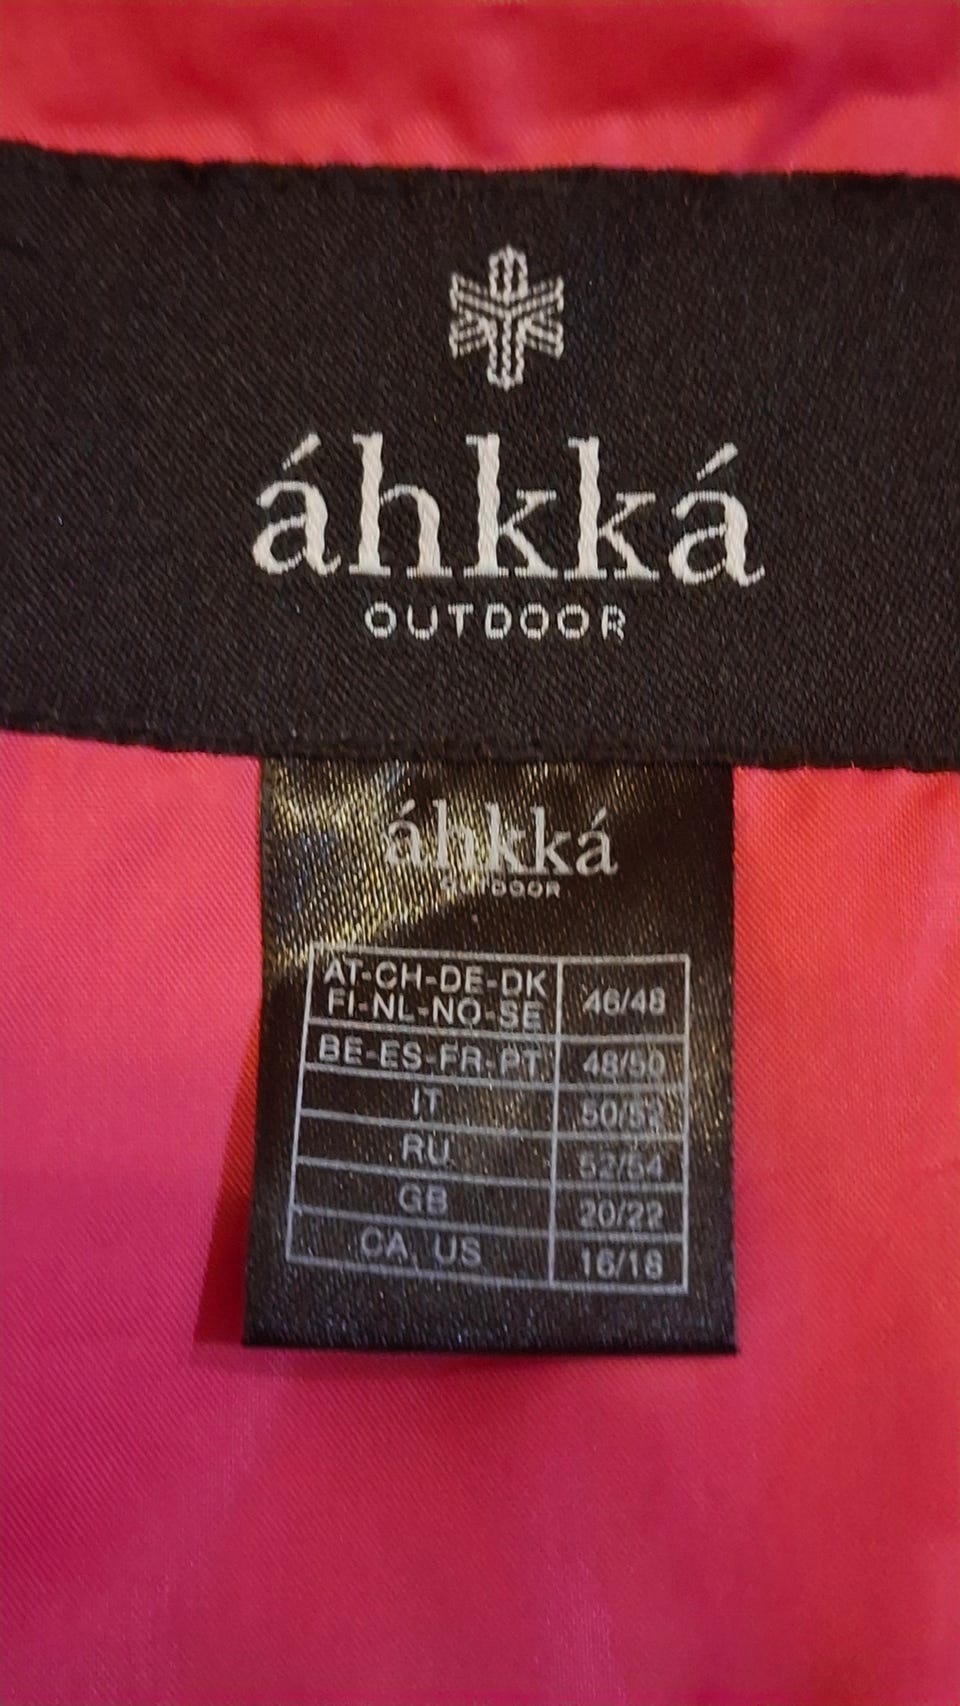 áhkká
OUTDOOR
áhkká
OUTDOOR
AT-CH-DE-DK
FI-NL-NO-SE 46/48
BE-ES-FR-PT 48/50
IT 50/52
RU 52/54
GB 20/22
CA, US 16/18